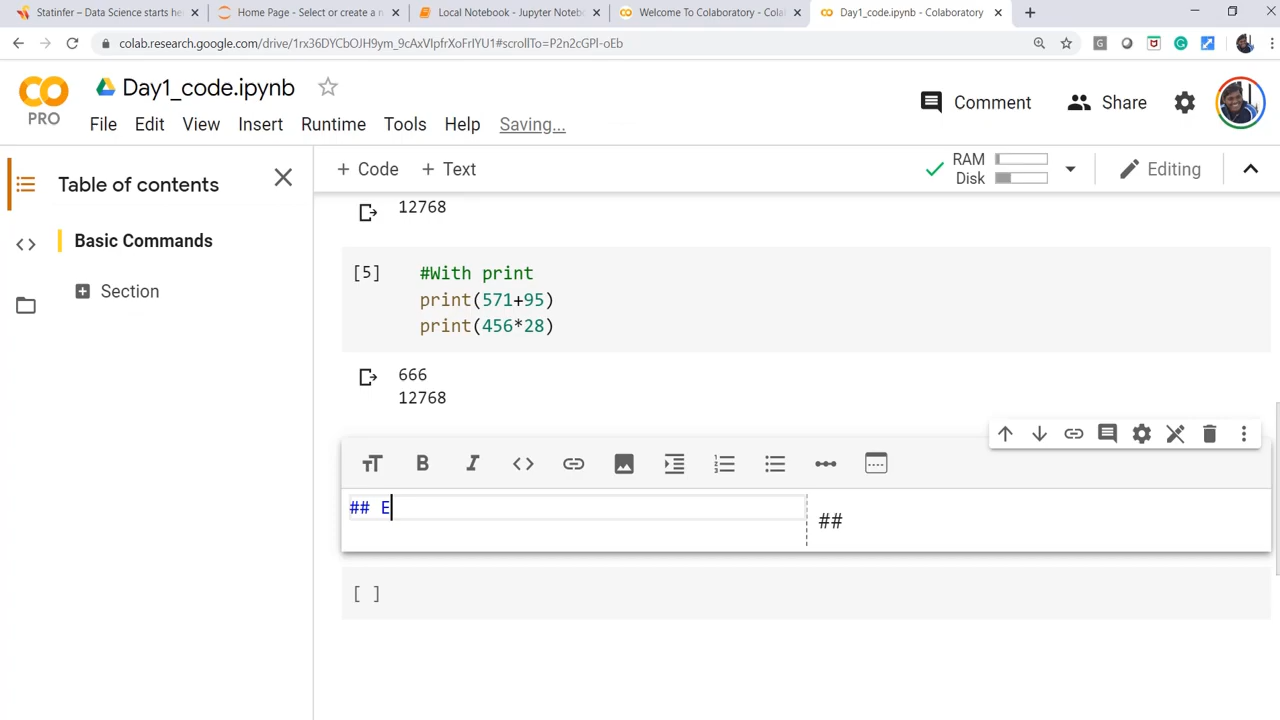 Statinfer – Data Science starts he
Home Page - Select or create a n
Local Notebook - Jupyter Noteb
Welcome To Colaboratory - Cola
Day1_code.ipynb - Colaboratory
colab.research.google.com/drive/1rx36DYCbOJH9ym_9cAxVIpfrXoFrIYU1#scrollTo=P2n2cGPl-oEb
CO
PRO
Day1_code.ipynb
Comment
Share
File Edit View Insert Runtime Tools Help Saving...
Table of contents
+ Code + Text
RAM
Disk
Editing
12768
Basic Commands
Section
[5]
#With print
print(571+95)
print(456*28)
666
12768
## E
##
[ ]